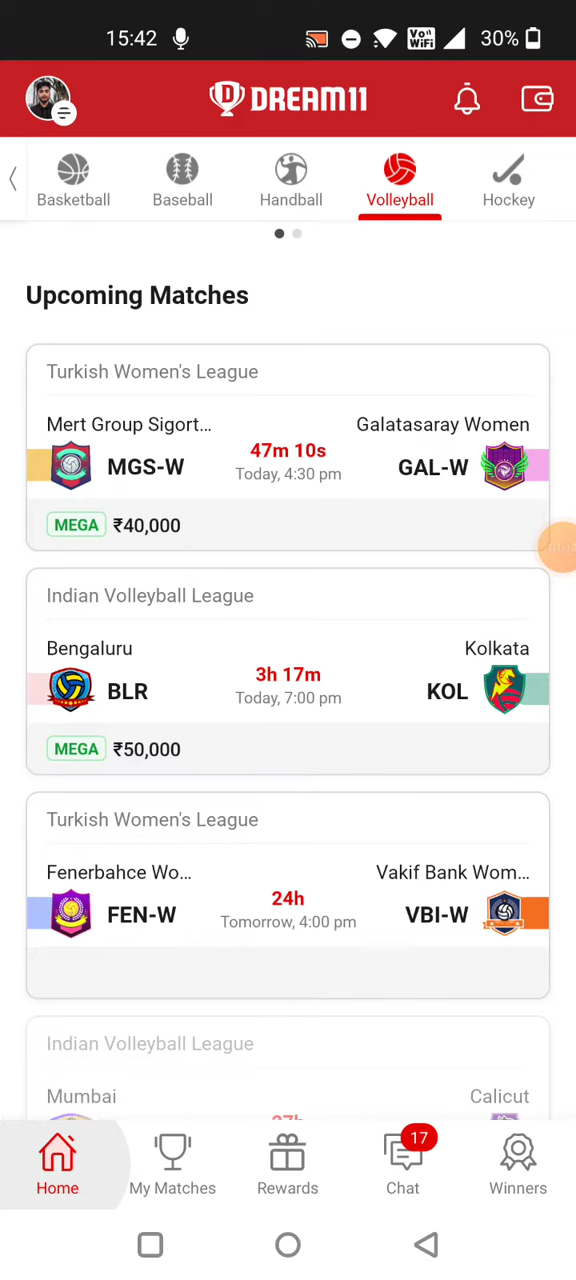 15:42
Vo)) WiFi
30%
DREAM11
Basketball
Baseball
Handball
Volleyball
Hockey
Upcoming Matches
Turkish Women's League
Mert Group Sigort...
Galatasaray Women
MGS-W
47m 10s
GAL-W
Today, 4:30 pm
MEGA ₹40,000
Indian Volleyball League
Bengaluru
Kolkata
BLR
3h 17m
KOL
Today, 7:00 pm
MEGA ₹50,000
Turkish Women's League
Fenerbahce Wo...
Vakif Bank Wom...
FEN-W
24h
VBI-W
Tomorrow, 4:00 pm
Indian Volleyball League
Mumbai
Calicut
17
Home
My Matches
Rewards
Chat
Winners